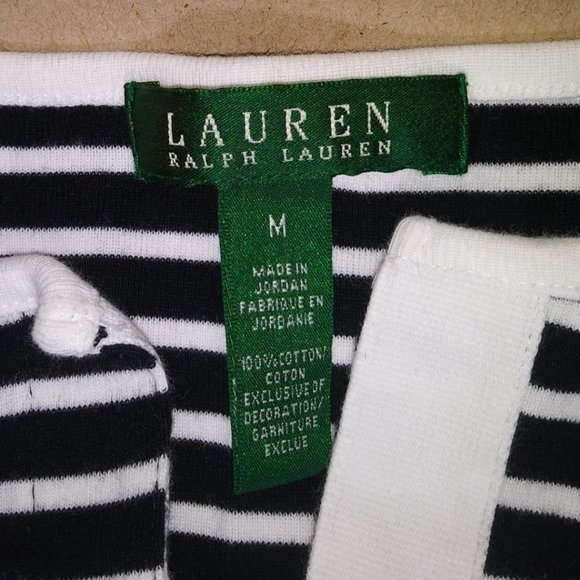 LAUREN
RALPH LAUREN
M
MADE IN
JORDAN
FABRIQUE EN
JORDANIE
100%COTTON/
COTON
EXCLUSIVE OF
DECORATION/
GARNITURE
EXCLUE